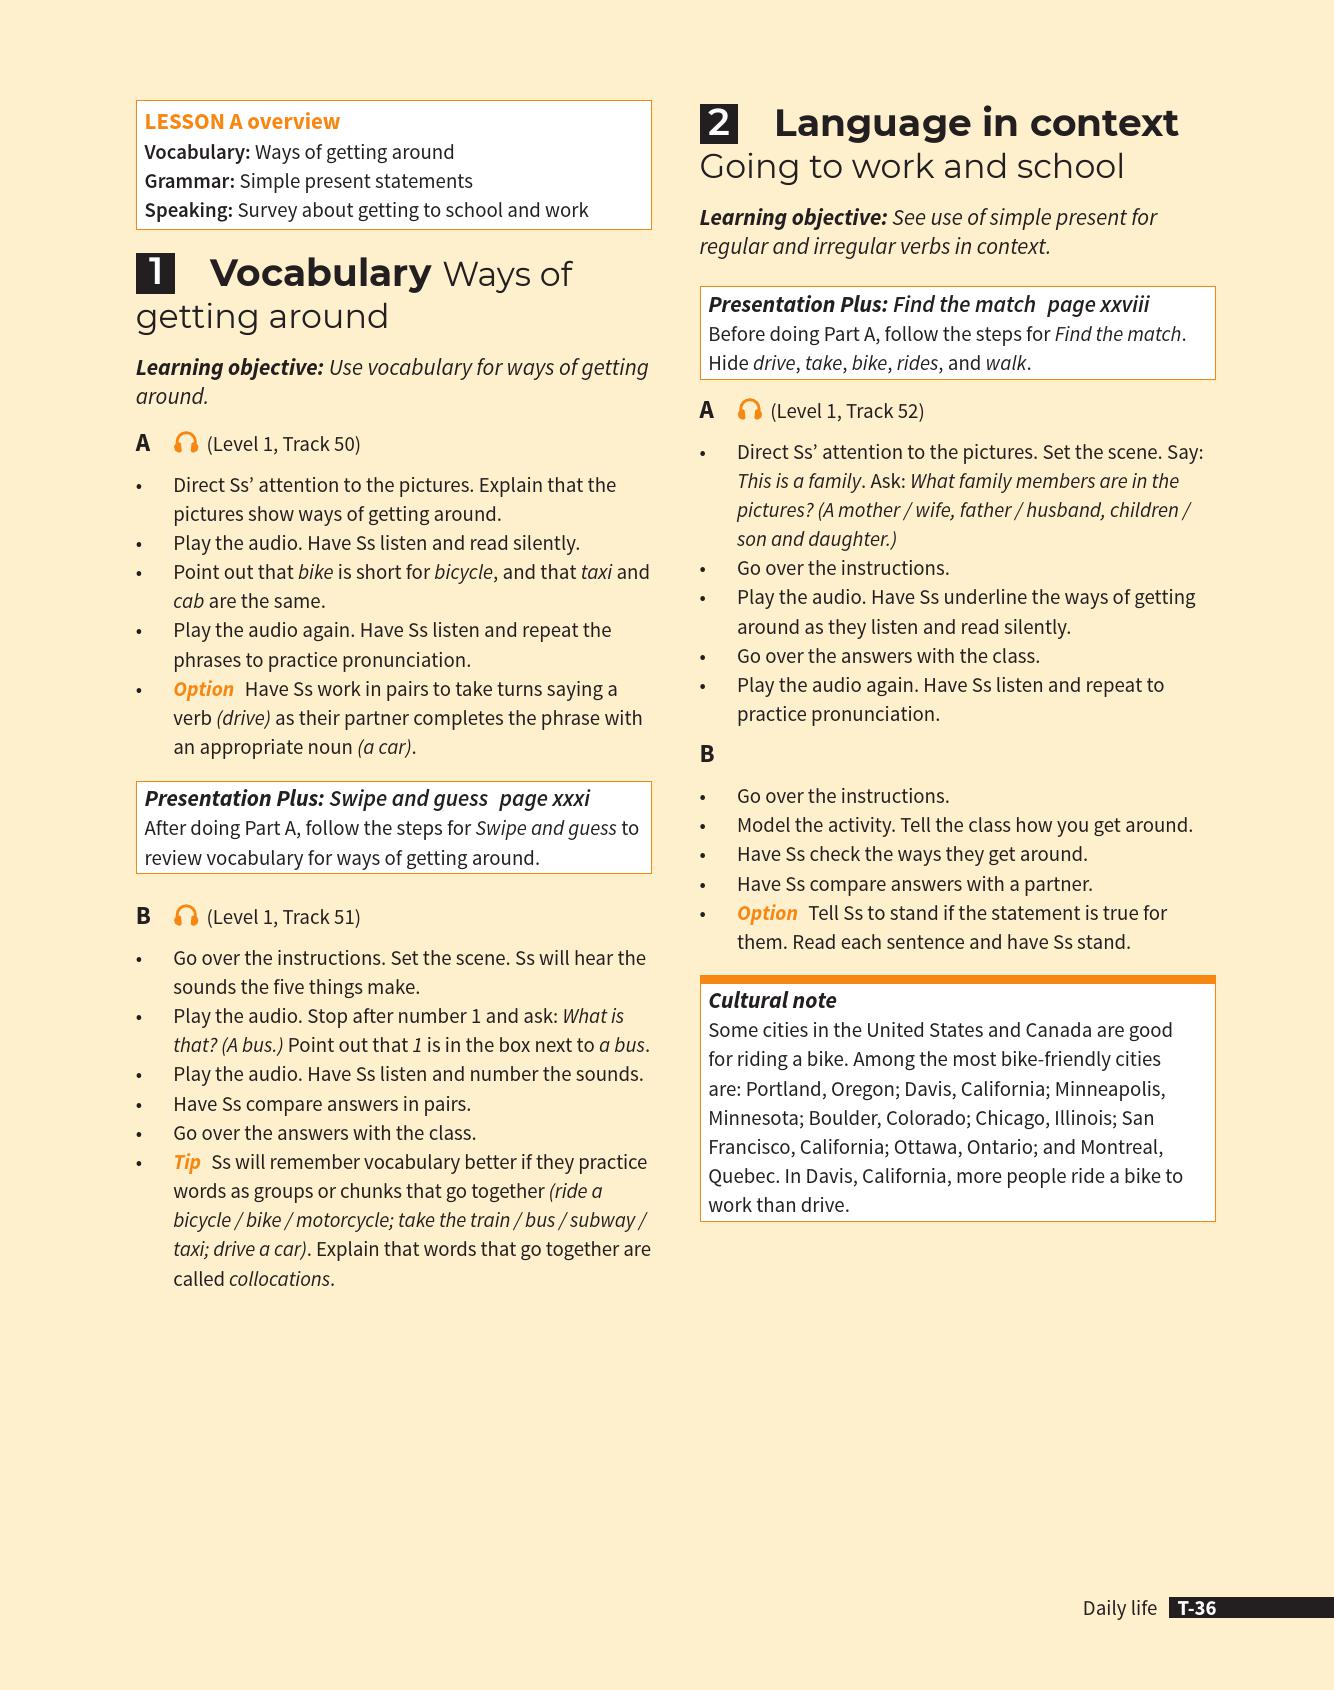 LESSON A overview
Vocabulary: Ways of getting around
Grammar: Simple present statements
Speaking: Survey about getting to school and work
1 Vocabulary Ways of
getting around
Learning objective: Use vocabulary for ways of getting
around.
A (Level 1, Track 50)
• Direct Ss’ attention to the pictures. Explain that the
pictures show ways of getting around.
• Play the audio. Have Ss listen and read silently.
• Point out that bike is short for bicycle, and that taxi and
cab are the same.
• Play the audio again. Have Ss listen and repeat the
phrases to practice pronunciation.
• Option Have Ss work in pairs to take turns saying a
verb (drive) as their partner completes the phrase with
an appropriate noun (a car).
Presentation Plus: Swipe and guess page xxxi
After doing Part A, follow the steps for Swipe and guess to
review vocabulary for ways of getting around.
B (Level 1, Track 51)
• Go over the instructions. Set the scene. Ss will hear the
sounds the five things make.
• Play the audio. Stop after number 1 and ask: What is
that? (A bus.) Point out that 1 is in the box next to a bus.
• Play the audio. Have Ss listen and number the sounds.
• Have Ss compare answers in pairs.
• Go over the answers with the class.
• Tip Ss will remember vocabulary better if they practice
words as groups or chunks that go together (ride a
bicycle / bike / motorcycle; take the train / bus / subway /
taxi; drive a car). Explain that words that go together are
called collocations.
2 Language in context
Going to work and school
Learning objective: See use of simple present for
regular and irregular verbs in context.
Presentation Plus: Find the match page xxviii
Before doing Part A, follow the steps for Find the match.
Hide drive, take, bike, rides, and walk.
A (Level 1, Track 52)
• Direct Ss’ attention to the pictures. Set the scene. Say:
This is a family. Ask: What family members are in the
pictures? (A mother / wife, father / husband, children /
son and daughter.)
• Go over the instructions.
• Play the audio. Have Ss underline the ways of getting
around as they listen and read silently.
• Go over the answers with the class.
• Play the audio again. Have Ss listen and repeat to
practice pronunciation.
B
• Go over the instructions.
• Model the activity. Tell the class how you get around.
• Have Ss check the ways they get around.
• Have Ss compare answers with a partner.
• Option Tell Ss to stand if the statement is true for
them. Read each sentence and have Ss stand.
Cultural note
Some cities in the United States and Canada are good
for riding a bike. Among the most bike-friendly cities
are: Portland, Oregon; Davis, California; Minneapolis,
Minnesota; Boulder, Colorado; Chicago, Illinois; San
Francisco, California; Ottawa, Ontario; and Montreal,
Quebec. In Davis, California, more people ride a bike to
work than drive.
Daily life T-36